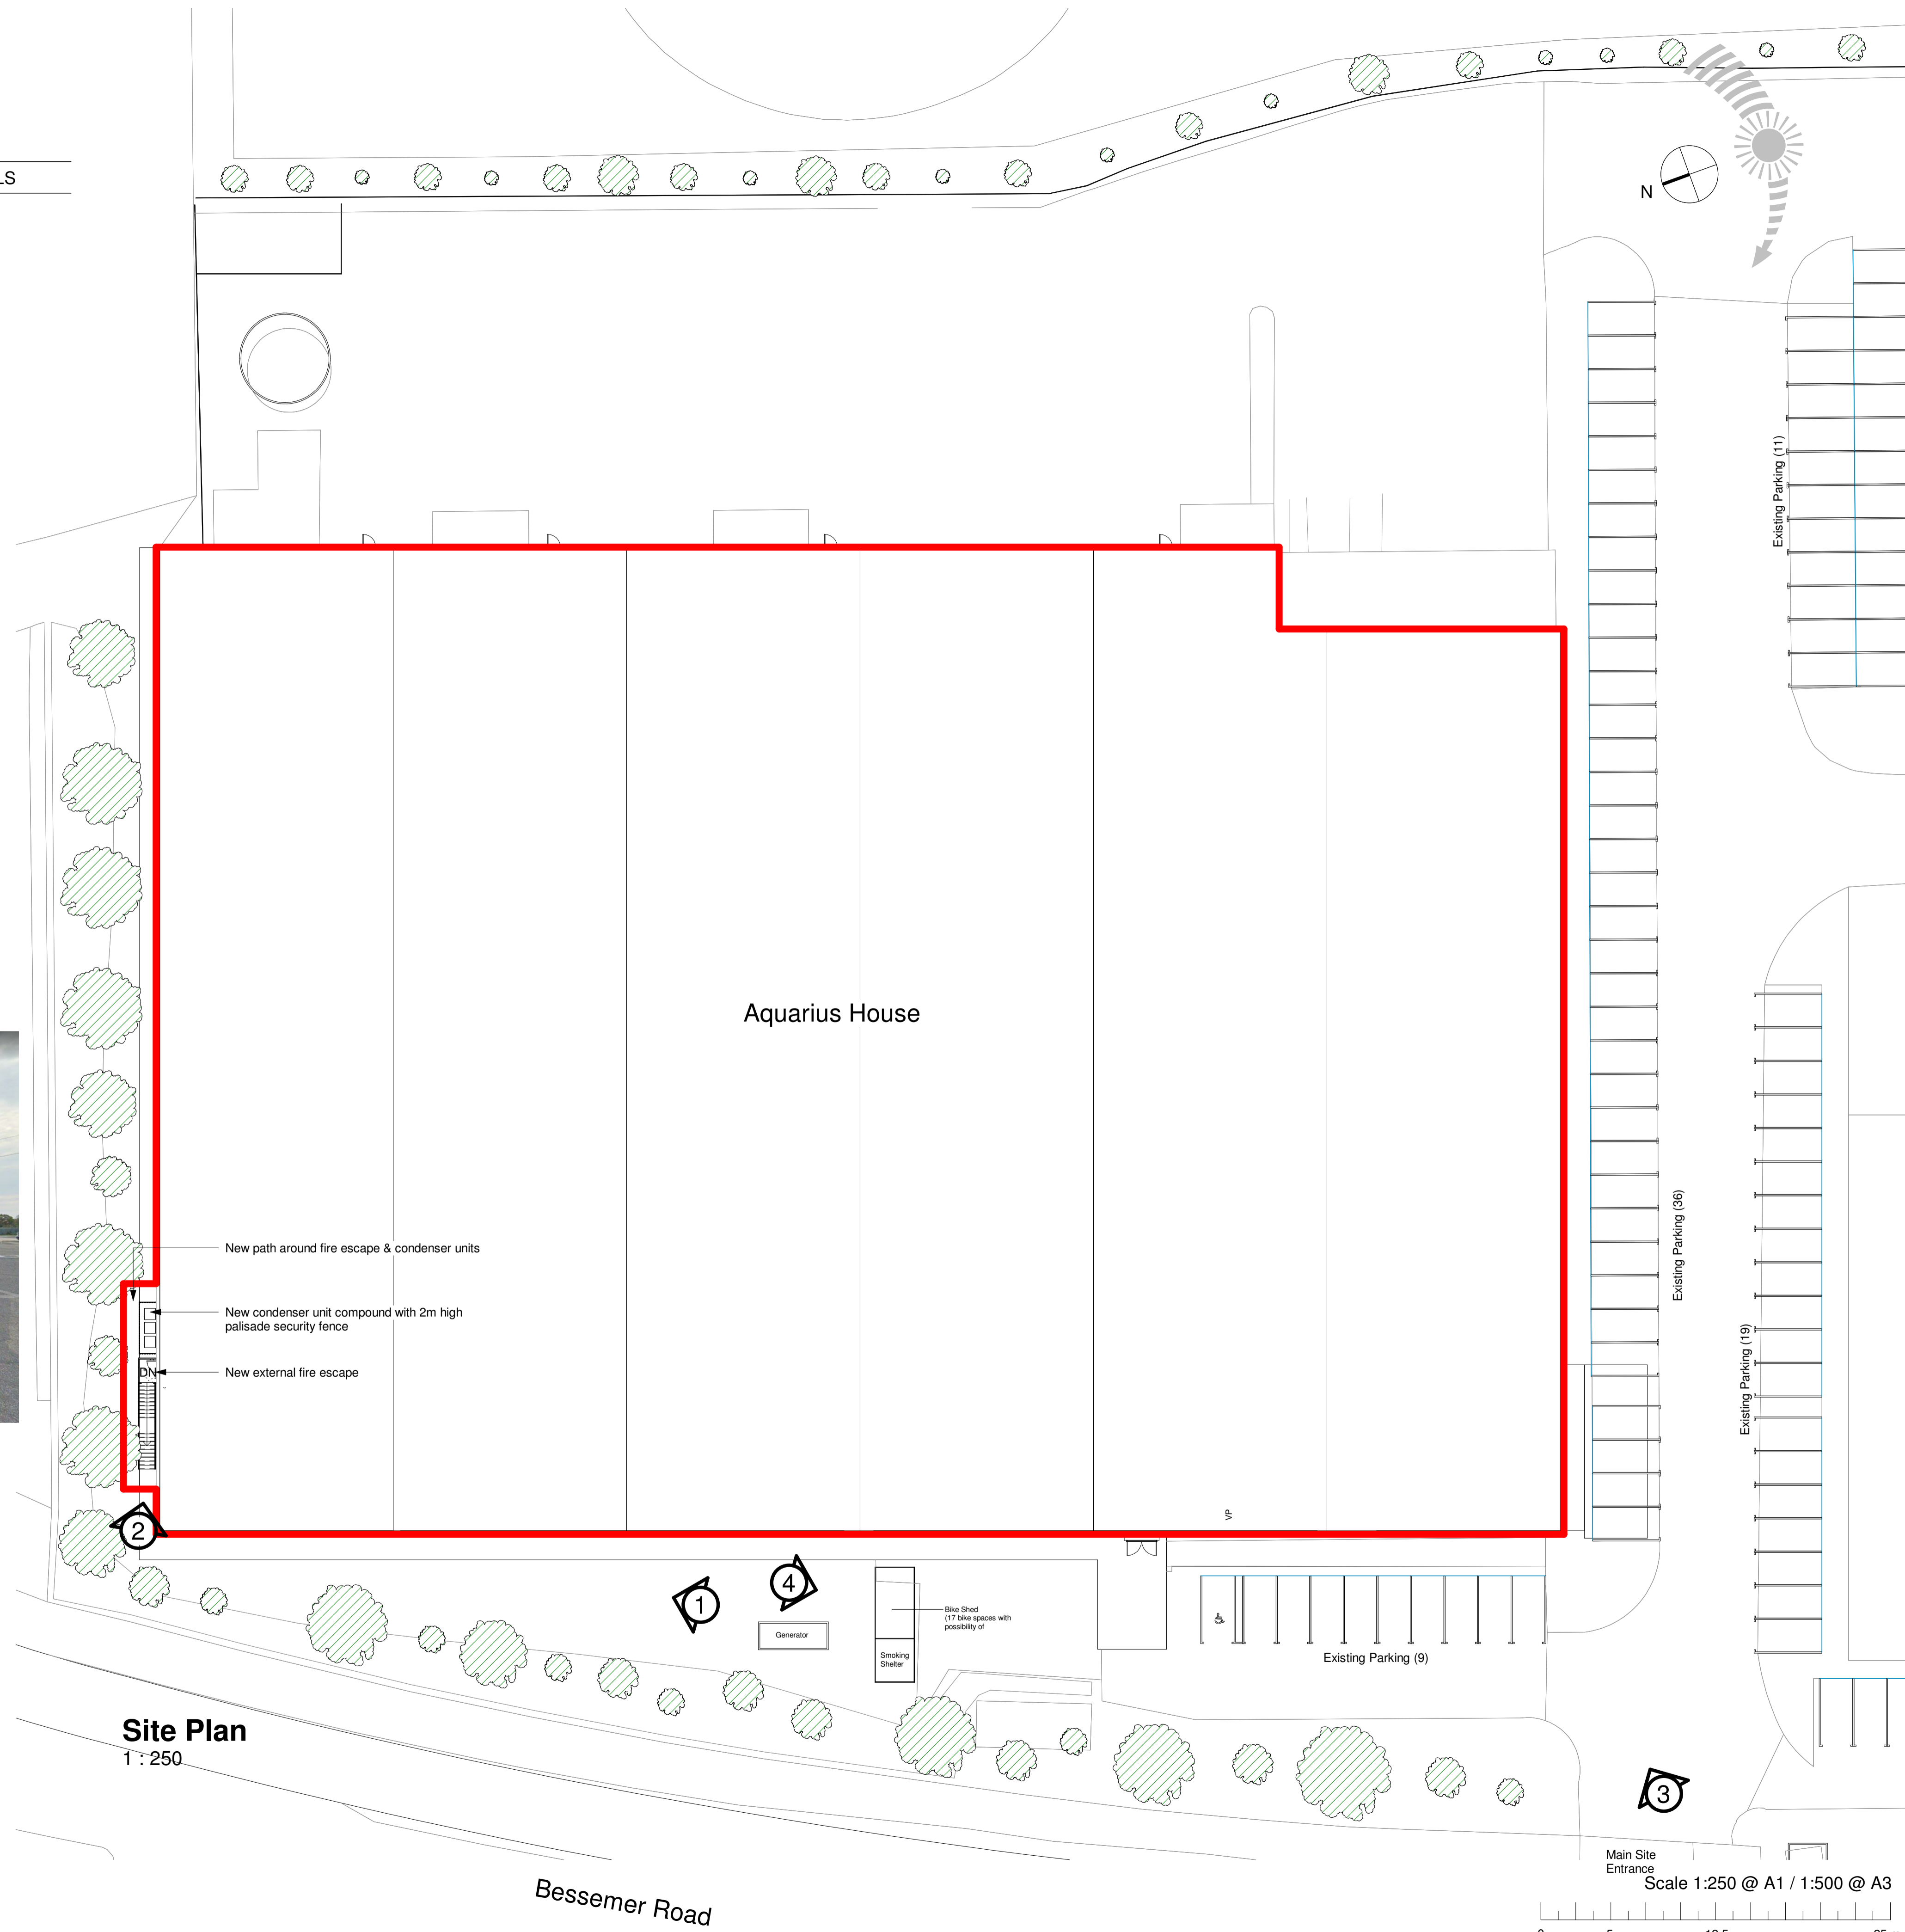 LS
N
Existing Parking (11)
Aquarius House
New path around fire escape & condenser units
New condenser unit compound with 2m high
palisade security fence
New external fire escape
DN
Existing Parking (36)
Existing Parking (19)
VP
2
1
4
Generator
Bike Shed
(17 bike spaces with
possibility of
Smoking
Shelter
Existing Parking (9)
3
Site Plan
1 : 250
Main Site
Entrance
Scale 1:250 @ A1 / 1:500 @ A3
Bessemer Road